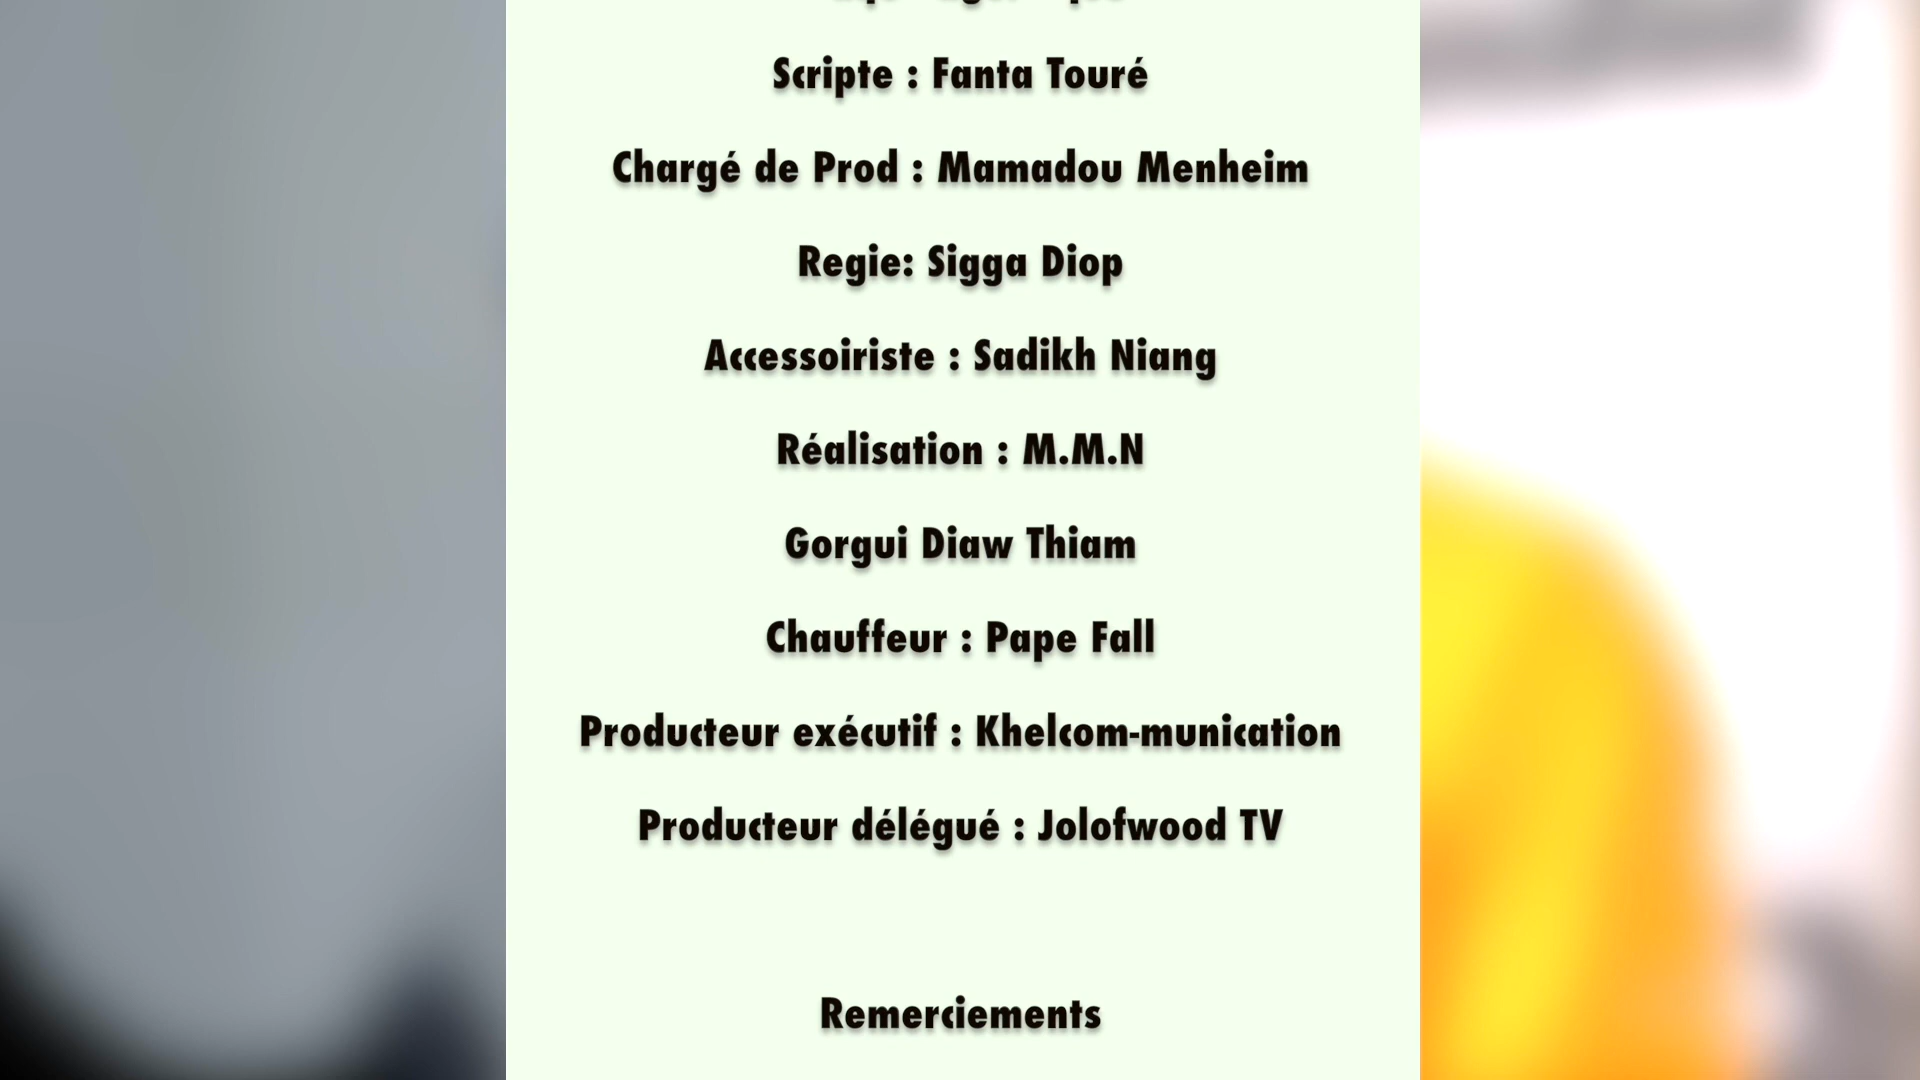 Scripte : Fanta Touré
Chargé de Prod : Mamadou Menheim
Regie: Sigga Diop
Accessoiriste : Sadikh Niang
Réalisation : M.M.N
Gorgui Diaw Thiam
Chauffeur : Pape Fall
Producteur exécutif : Khelcom-munication
Producteur délégué : Jolofwood TV
Remerciements